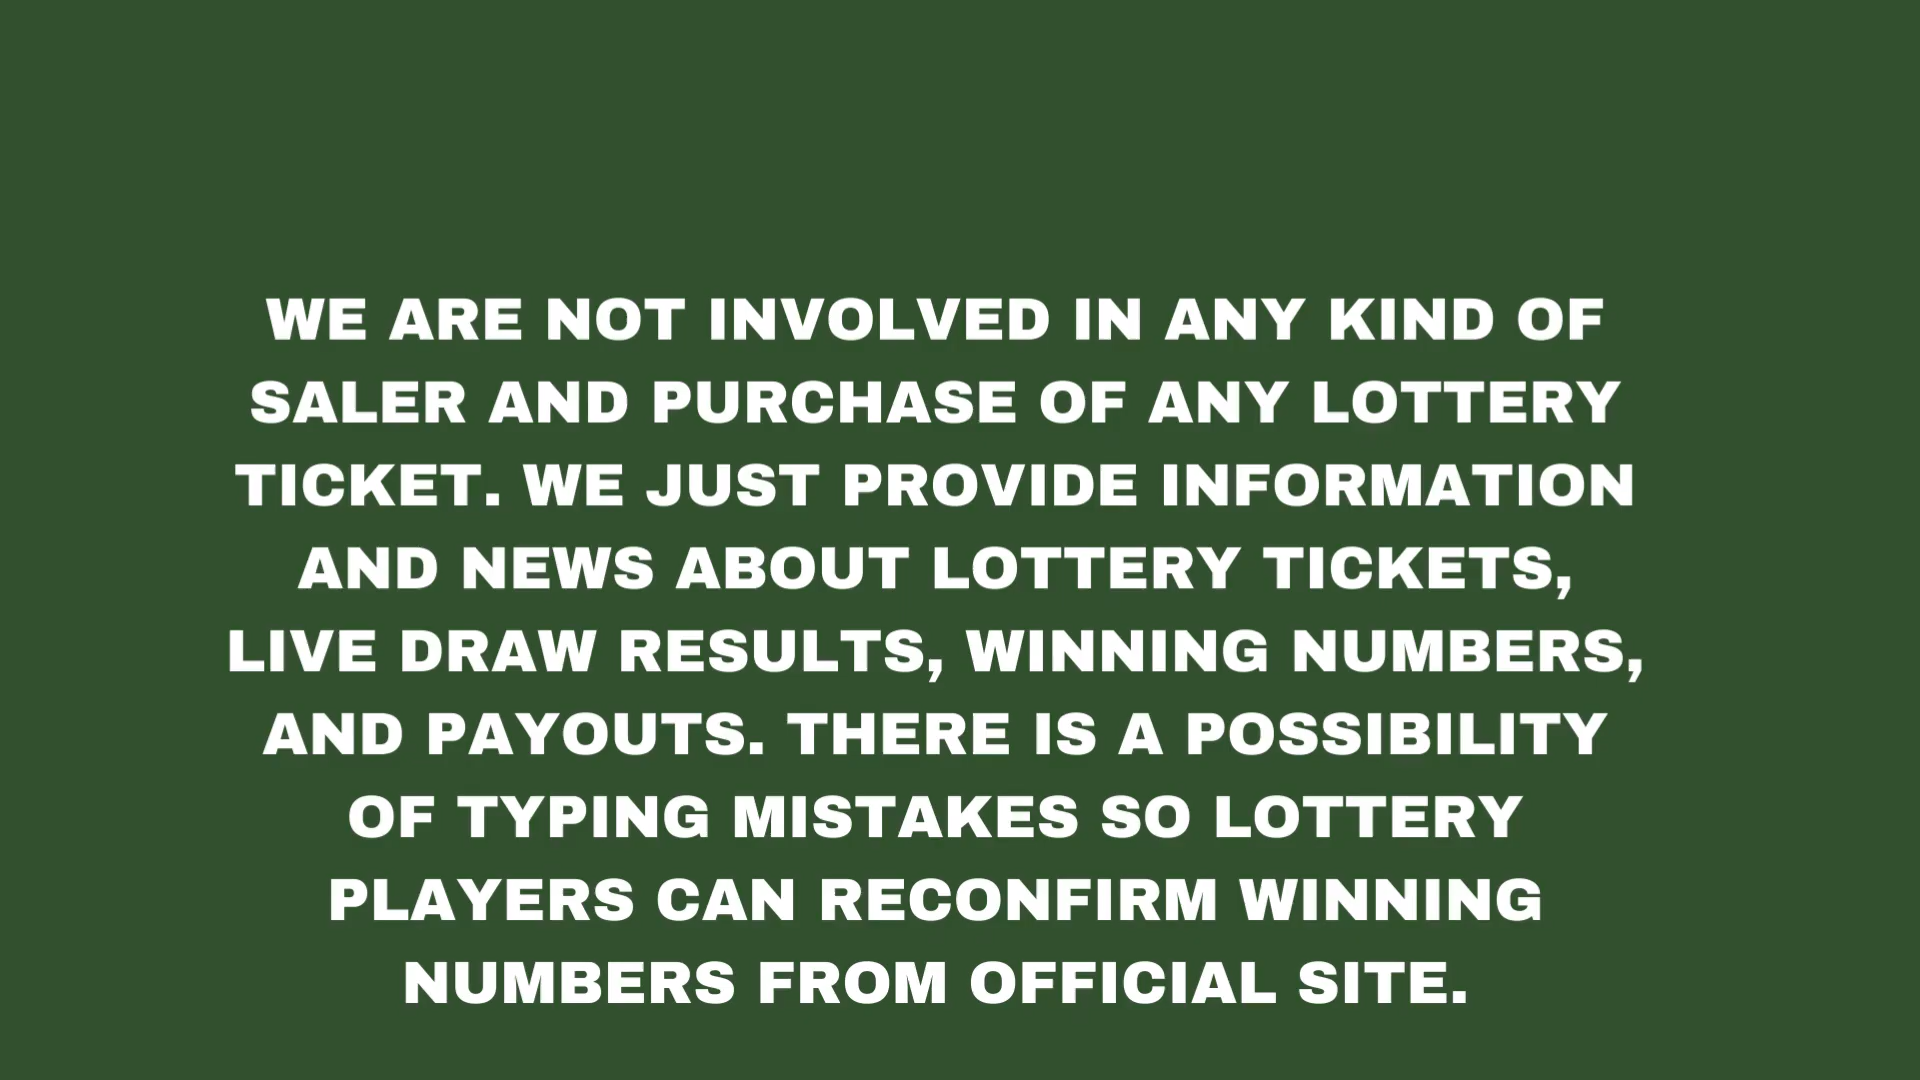 WE ARE NOT INVOLVED IN ANY KIND OF
SALER AND PURCHASE OF ANY LOTTERY
TICKET. WE JUST PROVIDE INFORMATION
AND NEWS ABOUT LOTTERY TICKETS,
LIVE DRAW RESULTS, WINNING NUMBERS,
AND PAYOUTS. THERE IS A POSSIBILITY
OF TYPING MISTAKES SO LOTTERY
PLAYERS CAN RECONFIRM WINNING
NUMBERS FROM OFFICIAL SITE.